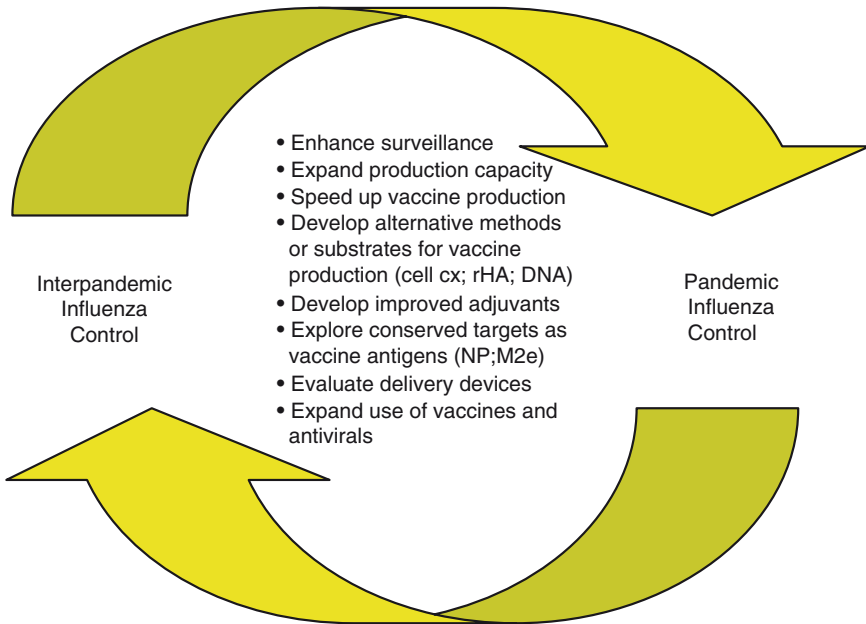 • Enhance surveillance
• Expand production capacity
• Speed up vaccine production
• Develop alternative methods
or substrates for vaccine
production (cell cx; rHA; DNA)
• Develop improved adjuvants
• Explore conserved targets as
vaccine antigens (NP;M2e)
• Evaluate delivery devices
• Expand use of vaccines and
antivirals
Interpandemic
Influenza
Control
Pandemic
Influenza
Control